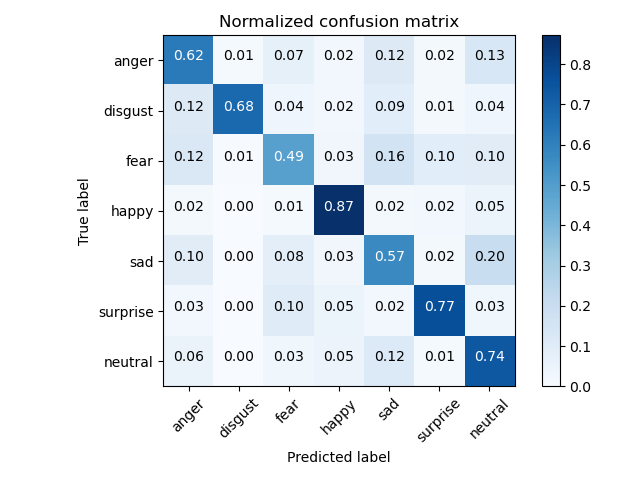 Normalized confusion matrix
anger 0.62 0.01 0.07 0.02 0.12 0.02 0.13
disgust 0.12 0.68 0.04 0.02 0.09 0.01 0.04
fear 0.12 0.01 0.49 0.03 0.16 0.10 0.10
happy 0.02 0.00 0.01 0.87 0.02 0.02 0.05
sad 0.10 0.00 0.08 0.03 0.57 0.02 0.20
surprise 0.03 0.00 0.10 0.05 0.02 0.77 0.03
neutral 0.06 0.00 0.03 0.05 0.12 0.01 0.74
anger disgust fear happy sad surprise neutral
Predicted label
True label
0.8
0.7
0.6
0.5
0.4
0.3
0.2
0.1
0.0